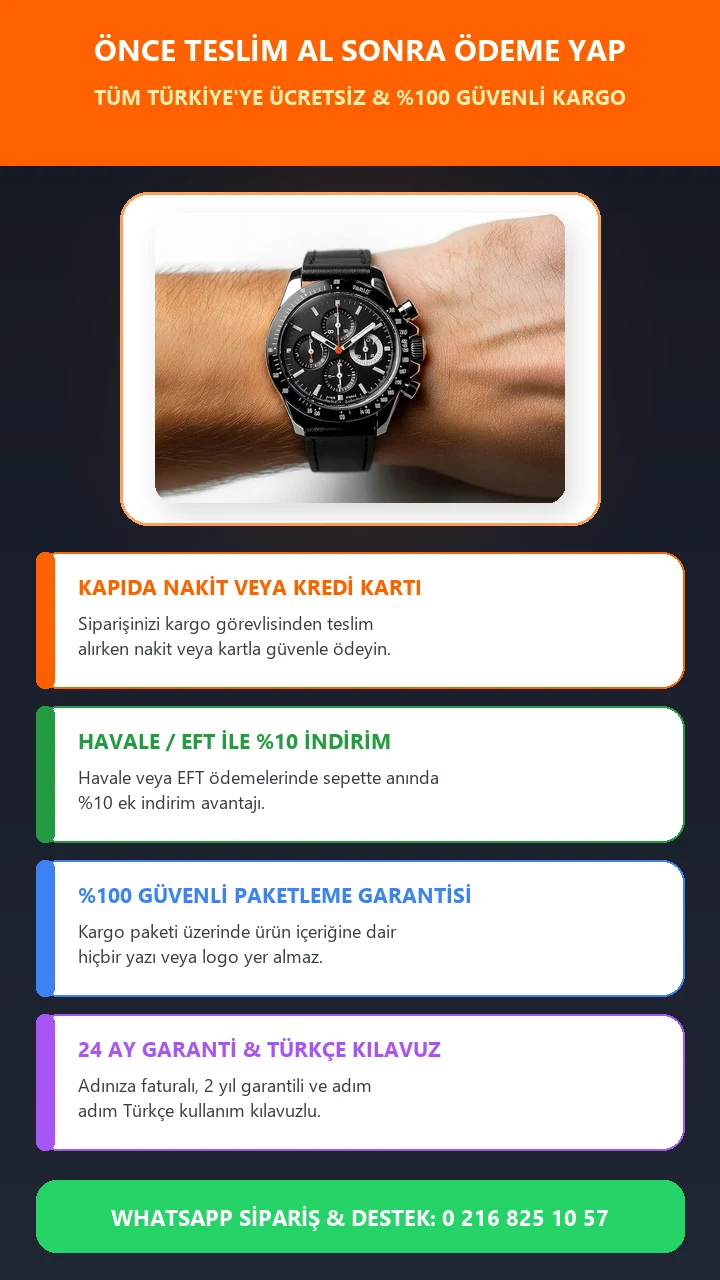 ÖNCE TESLİM AL SONRA ÖDEME YAP
TÜM TÜRKİYE'YE ÜCRETSİZ & %100 GÜVENLİ KARGO
KAPIDA NAKİT VEYA KREDİ KARTI
Siparişinizi kargo görevlisinden teslim
alırken nakit veya kartla güvenle ödeyin.
HAVALE / EFT İLE %10 İNDİRİM
Havale veya EFT ödemelerinde sepette anında
%10 ek indirim avantajı.
%100 GÜVENLİ PAKETLEME GARANTİSİ
Kargo paketi üzerinde ürün içeriğine dair
hiçbir yazı veya logo yer almaz.
24 AY GARANTİ & TÜRKÇE KILAVUZ
Adınıza faturalı, 2 yıl garantili ve adım
adım Türkçe kullanım kılavuzlu.
WHATSAPP SİPARİŞ & DESTEK: 0 216 825 10 57